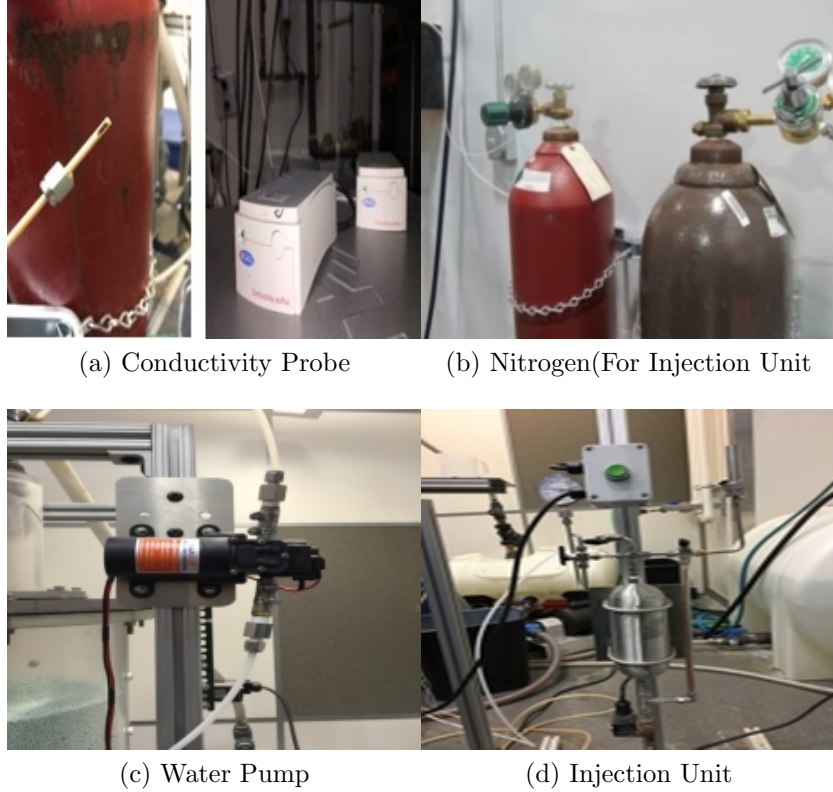 (a) Conductivity Probe
(b) Nitrogen(For Injection Unit
(c) Water Pump
(d) Injection Unit